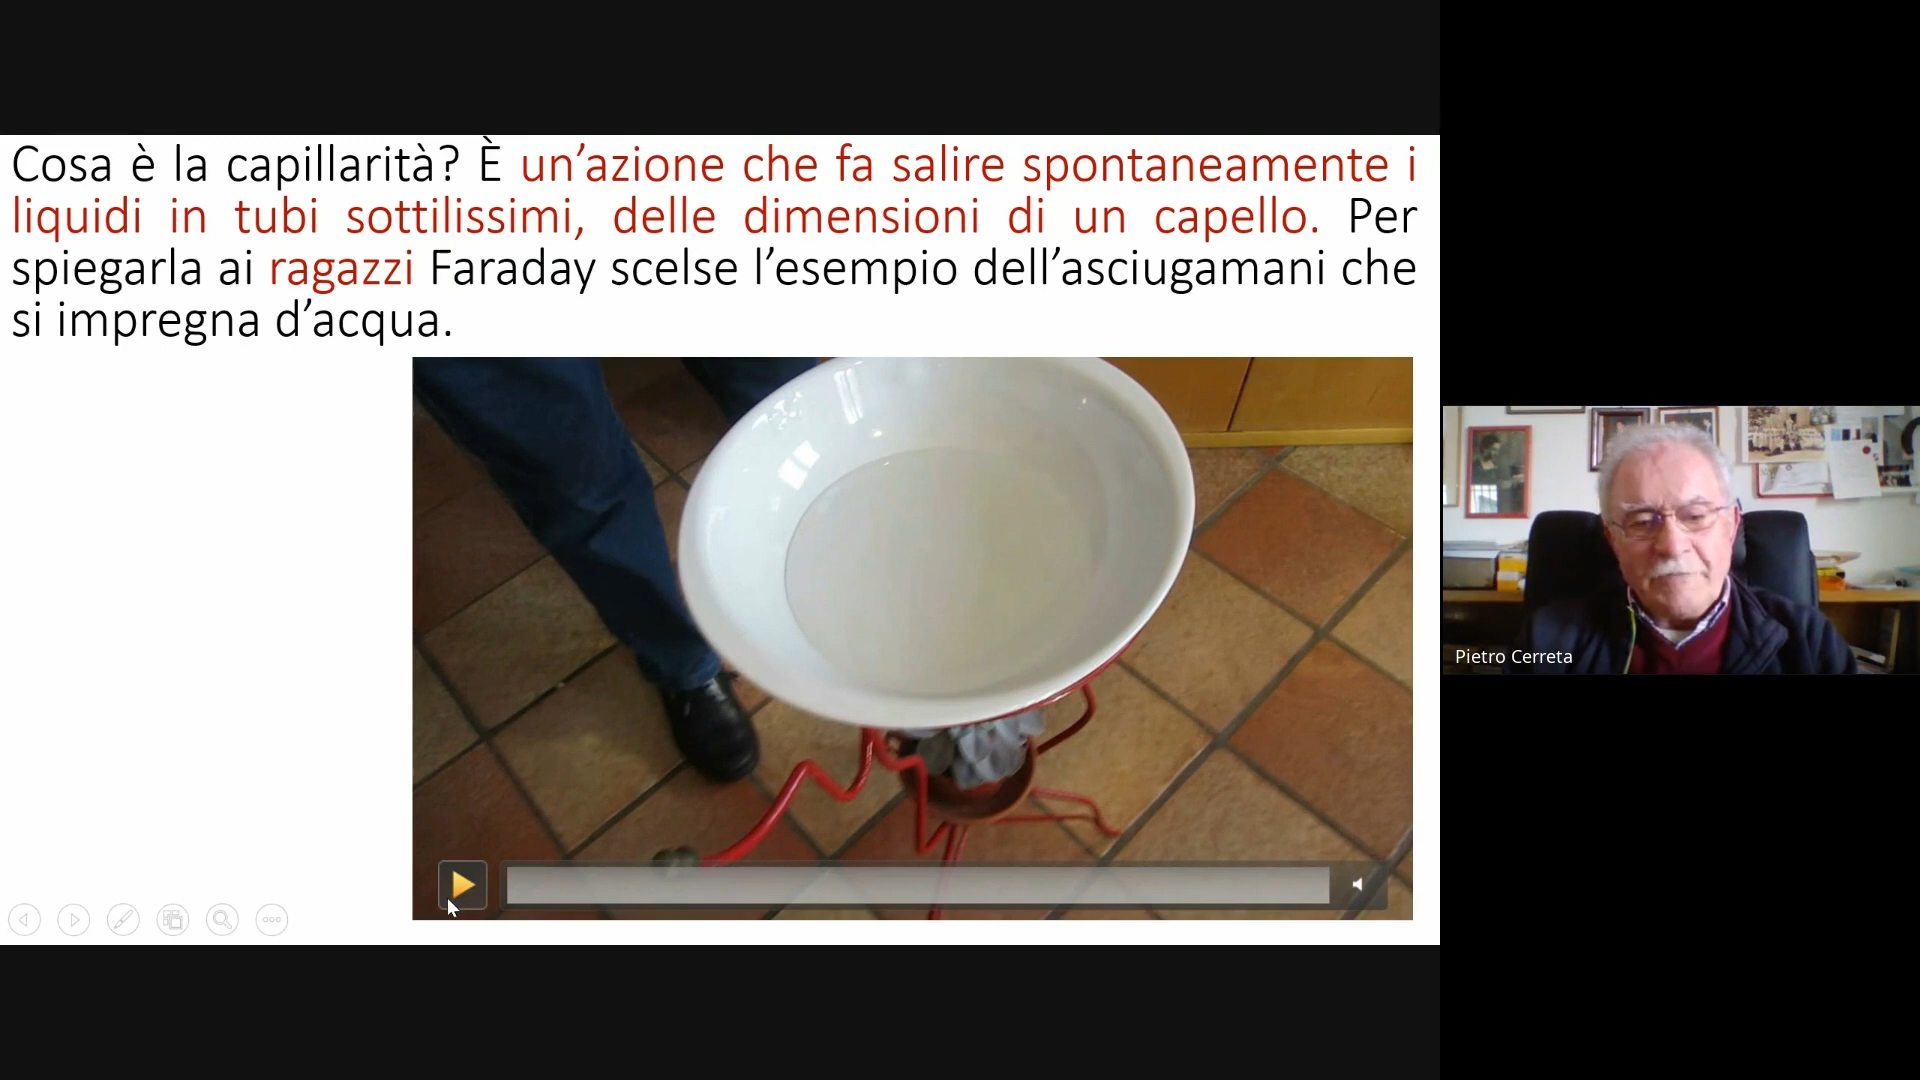 Cosa è la capillarità? È un’azione che fa salire spontaneamente i
liquidi in tubi sottilissimi, delle dimensioni di un capello. Per
spiegarla ai ragazzi Faraday scelse l’esempio dell’asciugamani che
si impregna d’acqua.
Pietro Cerreta